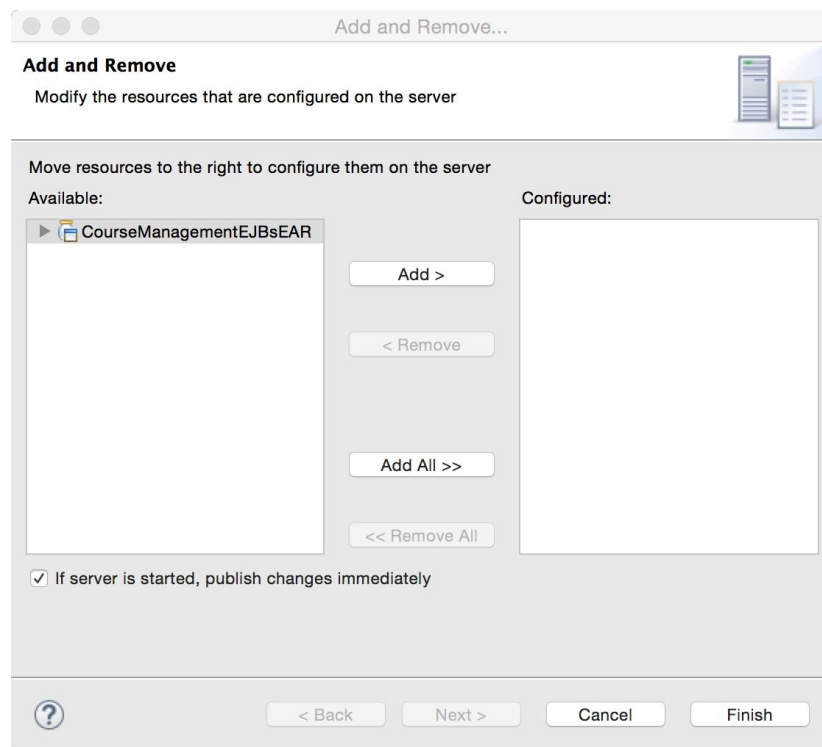 Add and Remove...
Add and Remove
Modify the resources that are configured on the server
Move resources to the right to configure them on the server
Available:
Configured:
CourseManagementEJBsEAR
Add >
< Remove
Add All >>
<< Remove All
If server is started, publish changes immediately
?
< Back
Next >
Cancel
Finish